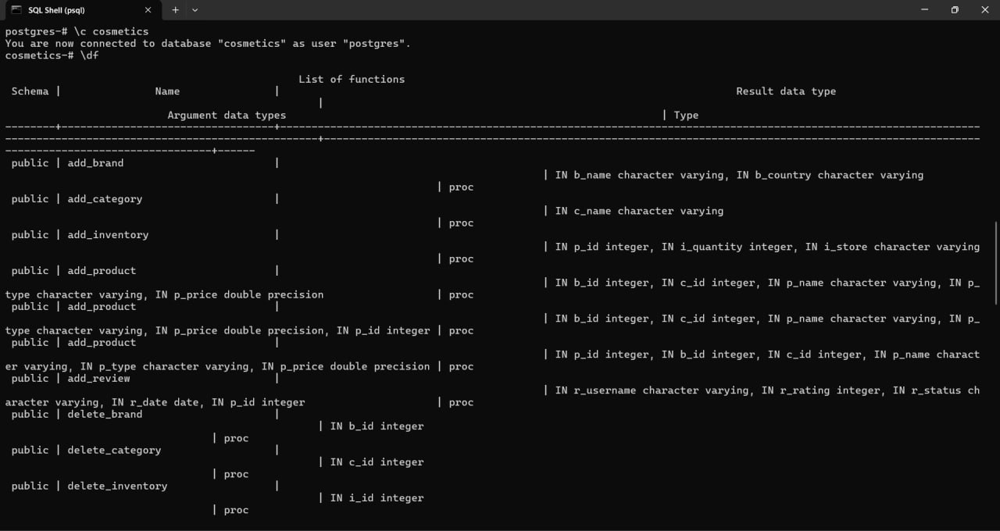 SQL Shell (psql)
postgres-# \c cosmetics
You are now connected to database "cosmetics" as user "postgres".
cosmetics-# \df
List of functions
Schema | Name | Result data type
|
Argument data types | Type
--------+----------------------------------+----------------------------------------------------------------------------------------------------------------
--------------------------------------------------+---------------------------------------------------------------------------------------------------------
---------------------------------+------
public | add_brand |
| IN b_name character varying, IN b_country character varying
| proc
public | add_category |
| IN c_name character varying
| proc
public | add_inventory |
| IN p_id integer, IN i_quantity integer, IN i_store character varying
| proc
public | add_product |
| IN b_id integer, IN c_id integer, IN p_name character varying, IN p_
type character varying, IN p_price double precision | proc
public | add_product |
| IN b_id integer, IN c_id integer, IN p_name character varying, IN p_
type character varying, IN p_price double precision, IN p_id integer | proc
public | add_product |
| IN p_id integer, IN b_id integer, IN c_id integer, IN p_name charact
er varying, IN p_type character varying, IN p_price double precision | proc
public | add_review |
| IN r_username character varying, IN r_rating integer, IN r_status ch
aracter varying, IN r_date date, IN p_id integer | proc
public | delete_brand |
| IN b_id integer
| proc
public | delete_category |
| IN c_id integer
| proc
public | delete_inventory |
| IN i_id integer
| proc